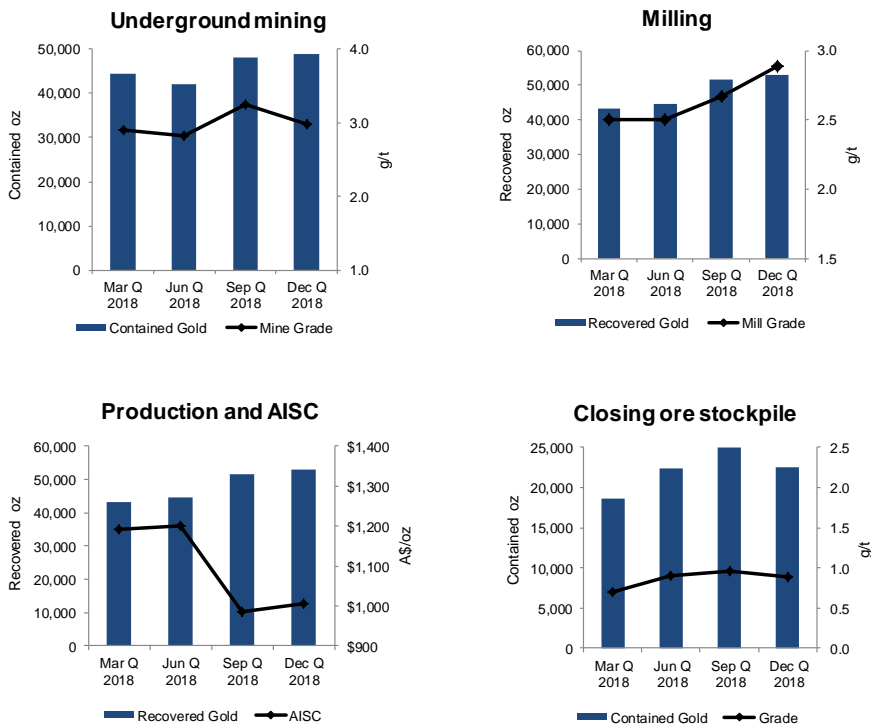 Underground mining
50,000
40,000
30,000
20,000
10,000
0
Contained oz
4.0
3.0
2.0
1.0
g/t
Mar Q 2018
Jun Q 2018
Sep Q 2018
Dec Q 2018
Contained Gold
Mine Grade
Milling
60,000
50,000
40,000
30,000
20,000
10,000
0
Recovered oz
3.0
2.5
2.0
1.5
g/t
Mar Q 2018
Jun Q 2018
Sep Q 2018
Dec Q 2018
Recovered Gold
Mill Grade
Production and AISC
60,000
50,000
40,000
30,000
20,000
10,000
0
Recovered oz
$1,400
$1,300
$1,200
$1,100
$1,000
$900
A$/oz
Mar Q 2018
Jun Q 2018
Sep Q 2018
Dec Q 2018
Recovered Gold
AISC
Closing ore stockpile
25,000
20,000
15,000
10,000
5,000
0
Contained oz
2.5
2.0
1.5
1.0
0.5
0.0
g/t
Mar Q 2018
Jun Q 2018
Sep Q 2018
Dec Q 2018
Contained Gold
Grade